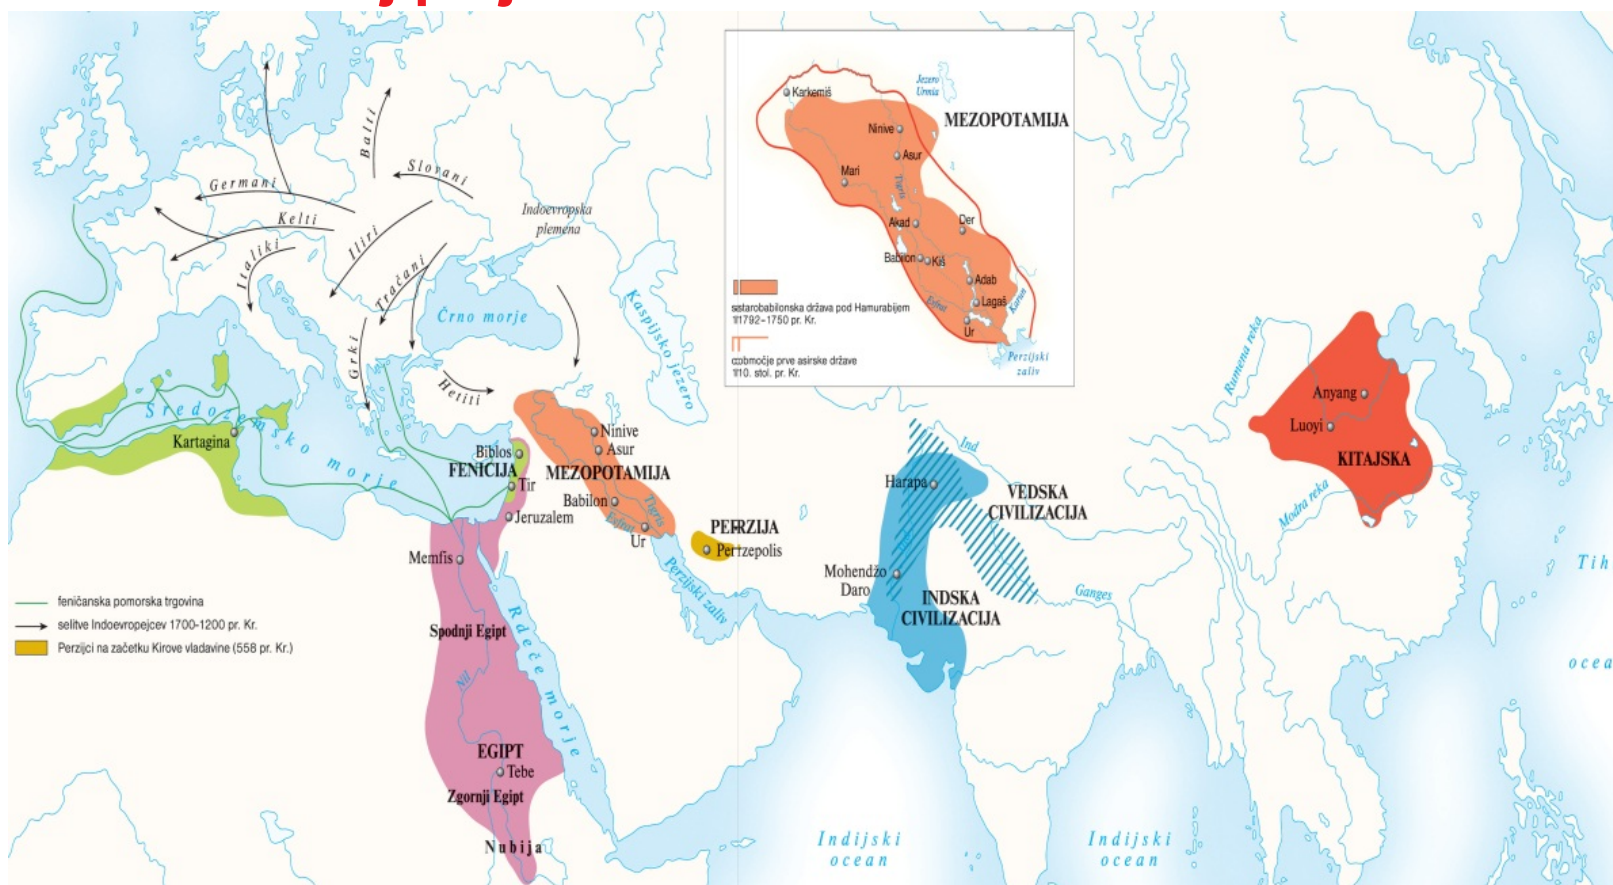 Balti
Germani
Slovani
Kelti
Iliri
Italiki
Tračani
Grki
Hetiti
Indoevropska
plemena
Črno morje
Kaspijsko jezero
Sredozemsko morje
Kartagina
Biblos
FENICIJA
Tir
Jeruzalem
Ninive
Asur
MEZOPOTAMIJA
Babilon
Tigris
Evfrat
Ur
PERZIJA
Perzepolis
Perzijski zaliv
Memfis
Spodnji Egipt
Nil
Rdeče morje
EGIPT
Tebe
Zgornji Egipt
Nubija
feničanska pomorska trgovina
selitve Indoevropejcev 1700-1200 pr. Kr.
Perzijci na začetku Kirove vladavine (558 pr. Kr.)
Jezero
Urmia
MEZOPOTAMIJA
Karkemiš
Ninive
Asur
Mari
Tigris
Akad
Der
Babilon
Kiš
Adab
Lagaš
Evfrat
Karun
Ur
Perzijski
zaliv
starobabilonska država pod Hamurabijem
1792–1750 pr. Kr.
območje prve asirske države
10. stol. pr. Kr.
Ind
Harapa
VEDSKA
CIVILIZACIJA
Mohendžo
Daro
INDSKA
CIVILIZACIJA
Ganges
Rumena reka
Anyang
Luoyi
KITAJSKA
Modra reka
Indijski
ocean
Indijski
ocean
Tih
ocea